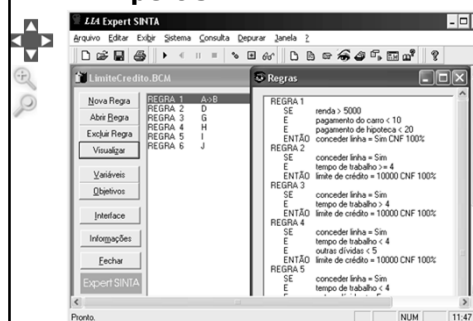 LIA Expert SINTA
Arquivo Editar Exibir Sistema Consulta Depurar Janela ?
LimiteCredito.BCM
Nova Regra
Abrir Regra
Excluir Regra
Visualizar
Variáveis
Objetivos
Interface
Informações
Fechar
Expert SINTA
REGRA 1 A->B
REGRA 2 D
REGRA 3 G
REGRA 4 H
REGRA 5 I
REGRA 6 J
Regras
REGRA 1
SE renda > 5000
E pagamento do carro < 10
E pagamento de hipoteca < 20
ENTÃO conceder linha = Sim CNF 100%
REGRA 2
SE conceder linha = Sim
E tempo de trabalho >= 4
ENTÃO limite de crédito = 10000 CNF 100%
REGRA 3
SE conceder linha = Sim
E tempo de trabalho > 4
ENTÃO limite de crédito = 10000 CNF 100%
REGRA 4
SE conceder linha = Sim
E tempo de trabalho < 4
E outras dívidas < 5
ENTÃO limite de crédito = 10000 CNF 100%
REGRA 5
SE conceder linha = Sim
E tempo de trabalho < 4
Pronto. NUM 11:47